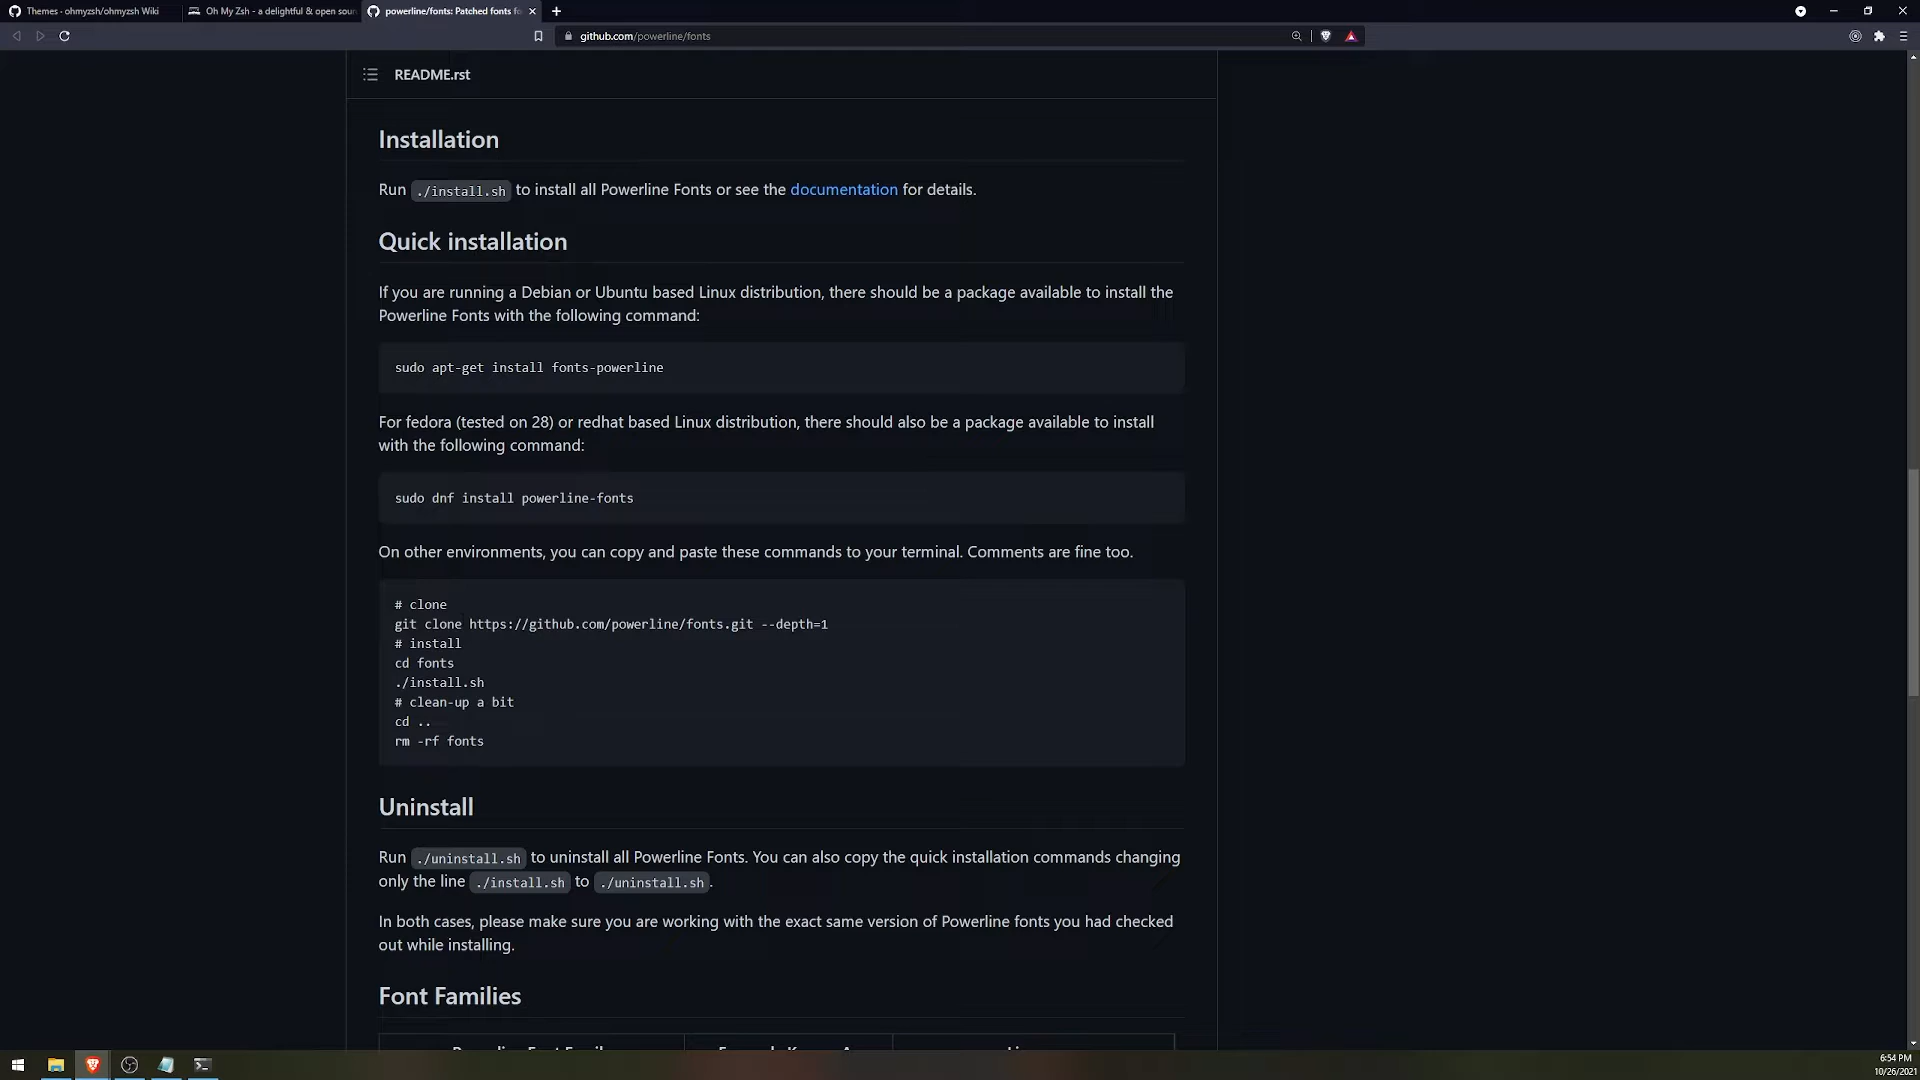 Themes · ohmyzsh/ohmyzsh Wiki
Oh My Zsh - a delightful & open sour
powerline/fonts: Patched fonts fo
github.com/powerline/fonts
README.rst
Installation
Run ./install.sh to install all Powerline Fonts or see the documentation for details.
Quick installation
If you are running a Debian or Ubuntu based Linux distribution, there should be a package available to install the
Powerline Fonts with the following command:
sudo apt-get install fonts-powerline
For fedora (tested on 28) or redhat based Linux distribution, there should also be a package available to install
with the following command:
sudo dnf install powerline-fonts
On other environments, you can copy and paste these commands to your terminal. Comments are fine too.
# clone
git clone https://github.com/powerline/fonts.git --depth=1
# install
cd fonts
./install.sh
# clean-up a bit
cd ..
rm -rf fonts
Uninstall
Run ./uninstall.sh to uninstall all Powerline Fonts. You can also copy the quick installation commands changing
only the line ./install.sh to ./uninstall.sh.
In both cases, please make sure you are working with the exact same version of Powerline fonts you had checked
out while installing.
Font Families
6:54 PM
10/26/2021